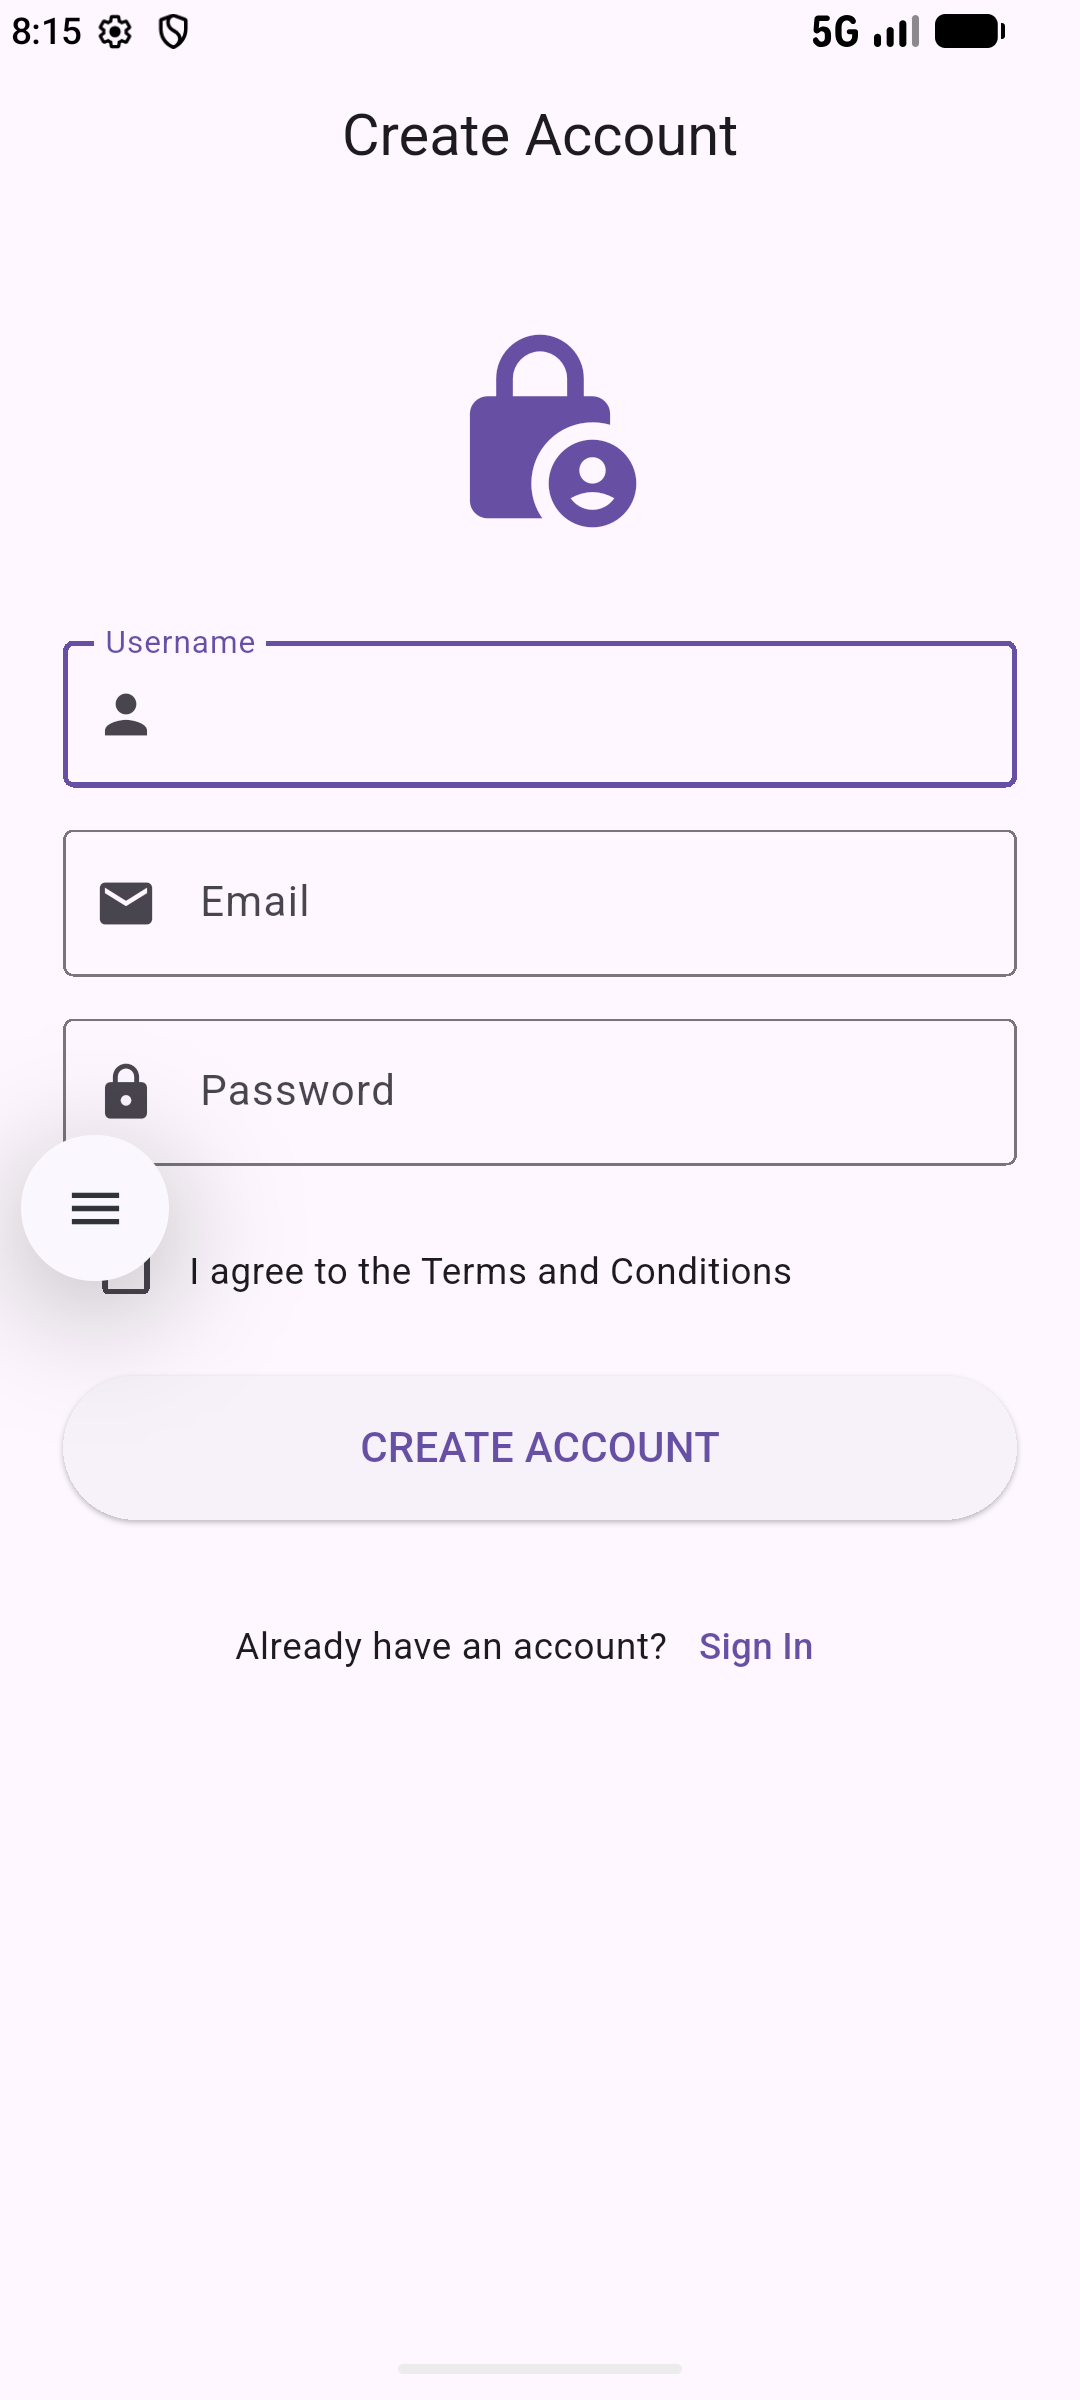 8:15
5G
Create Account
Username
Email
Password
I agree to the Terms and Conditions
CREATE ACCOUNT
Already have an account? Sign In